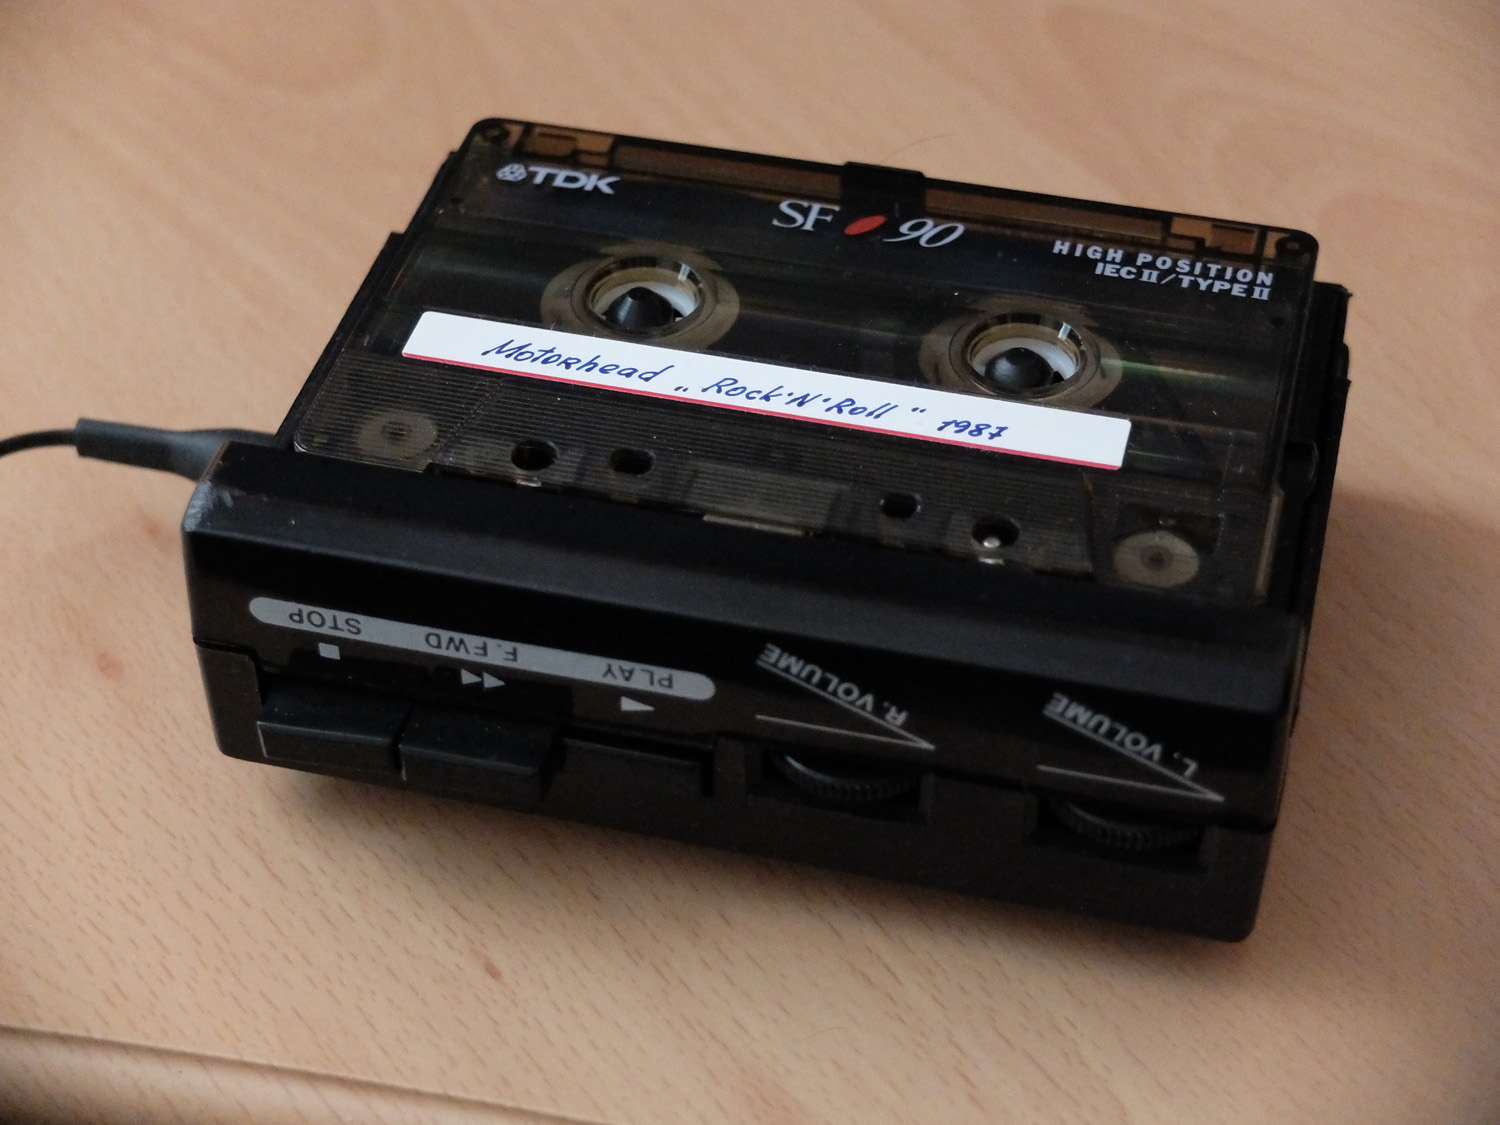 TDK
SF 90
HIGH POSITION
IEC II / TYPE II
Motorhead „Rock'N'Roll“ 1987
STOP
F.FWD
PLAY
R. VOLUME
L. VOLUME